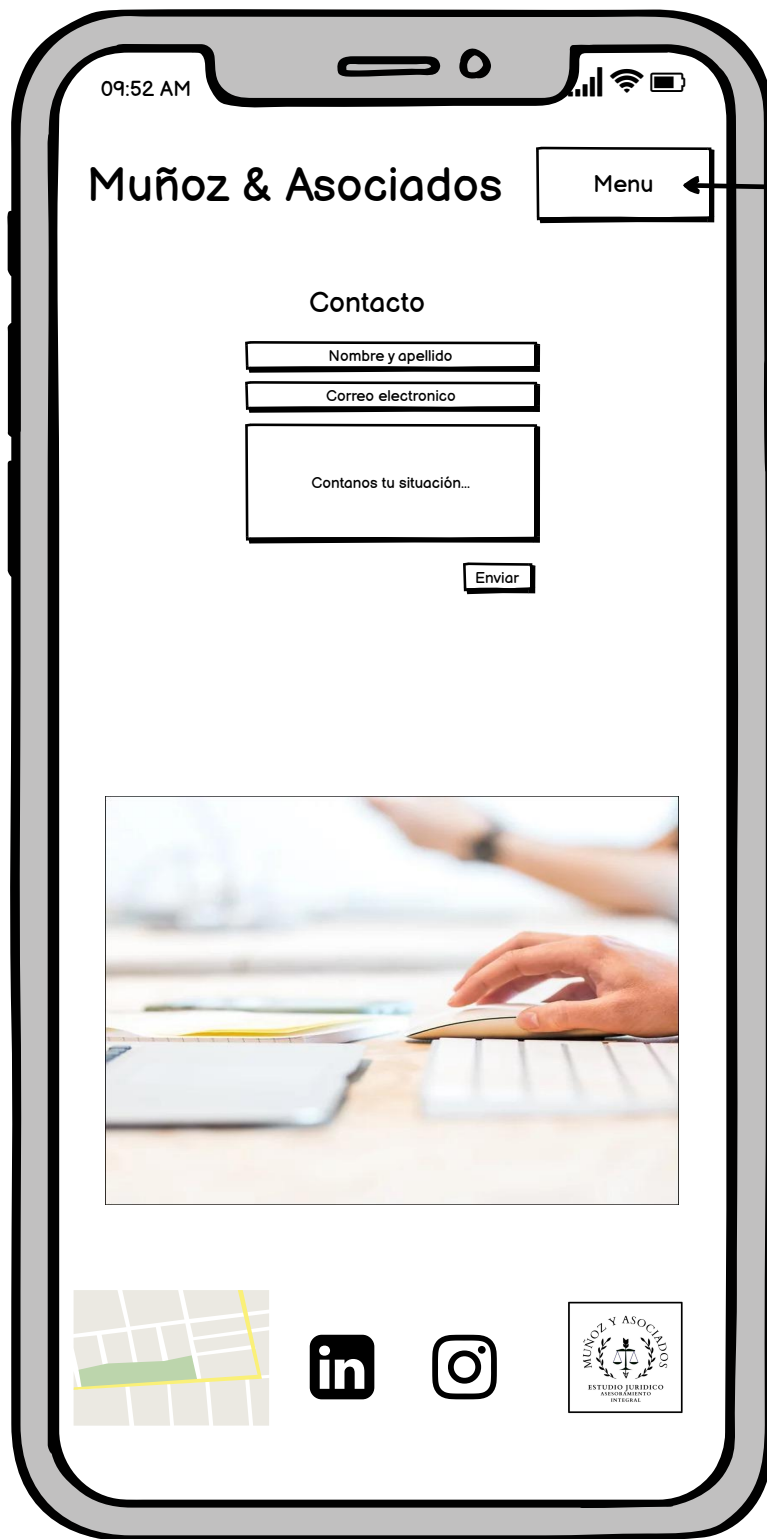 09:52 AM
Muñoz & Asociados
Menu
Contacto
Nombre y apellido
Correo electronico
Contanos tu situación...
Enviar
in
MUÑOZ Y ASOCIADOS
ESTUDIO JURIDICO
ASESORAMIENTO
INTEGRAL